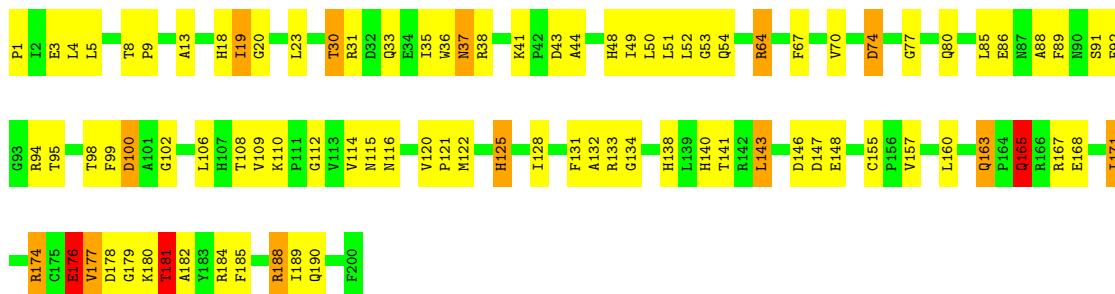 P1 I2 E3 L4 L5 T8 P9 A13 H18 I19 G20 L23 T30 R31 D32 Q33 E34 I35 W36 N37 R38 K41 P42 D43 A44 H48 I49 L50 L51 L52 G53 Q54 R64 F67 V70 D74 G77 Q80 L85 E86 N87 A88 F89 N90 S91
G93 R94 T95 T98 F99 D100 A101 G102 L106 H107 T108 V109 K110 P111 G112 V113 V114 N115 N116 V120 P121 M122 H125 I128 F131 A132 R133 G134 H138 L139 H140 T141 R142 L143 D146 D147 E148 C155 P156 V157 L160 Q163 P164 Q165 R166 R167 E168
R174 C175 E176 V177 D178 G179 K180 T181 A182 Y183 R184 F185 R188 I189 Q190 F200